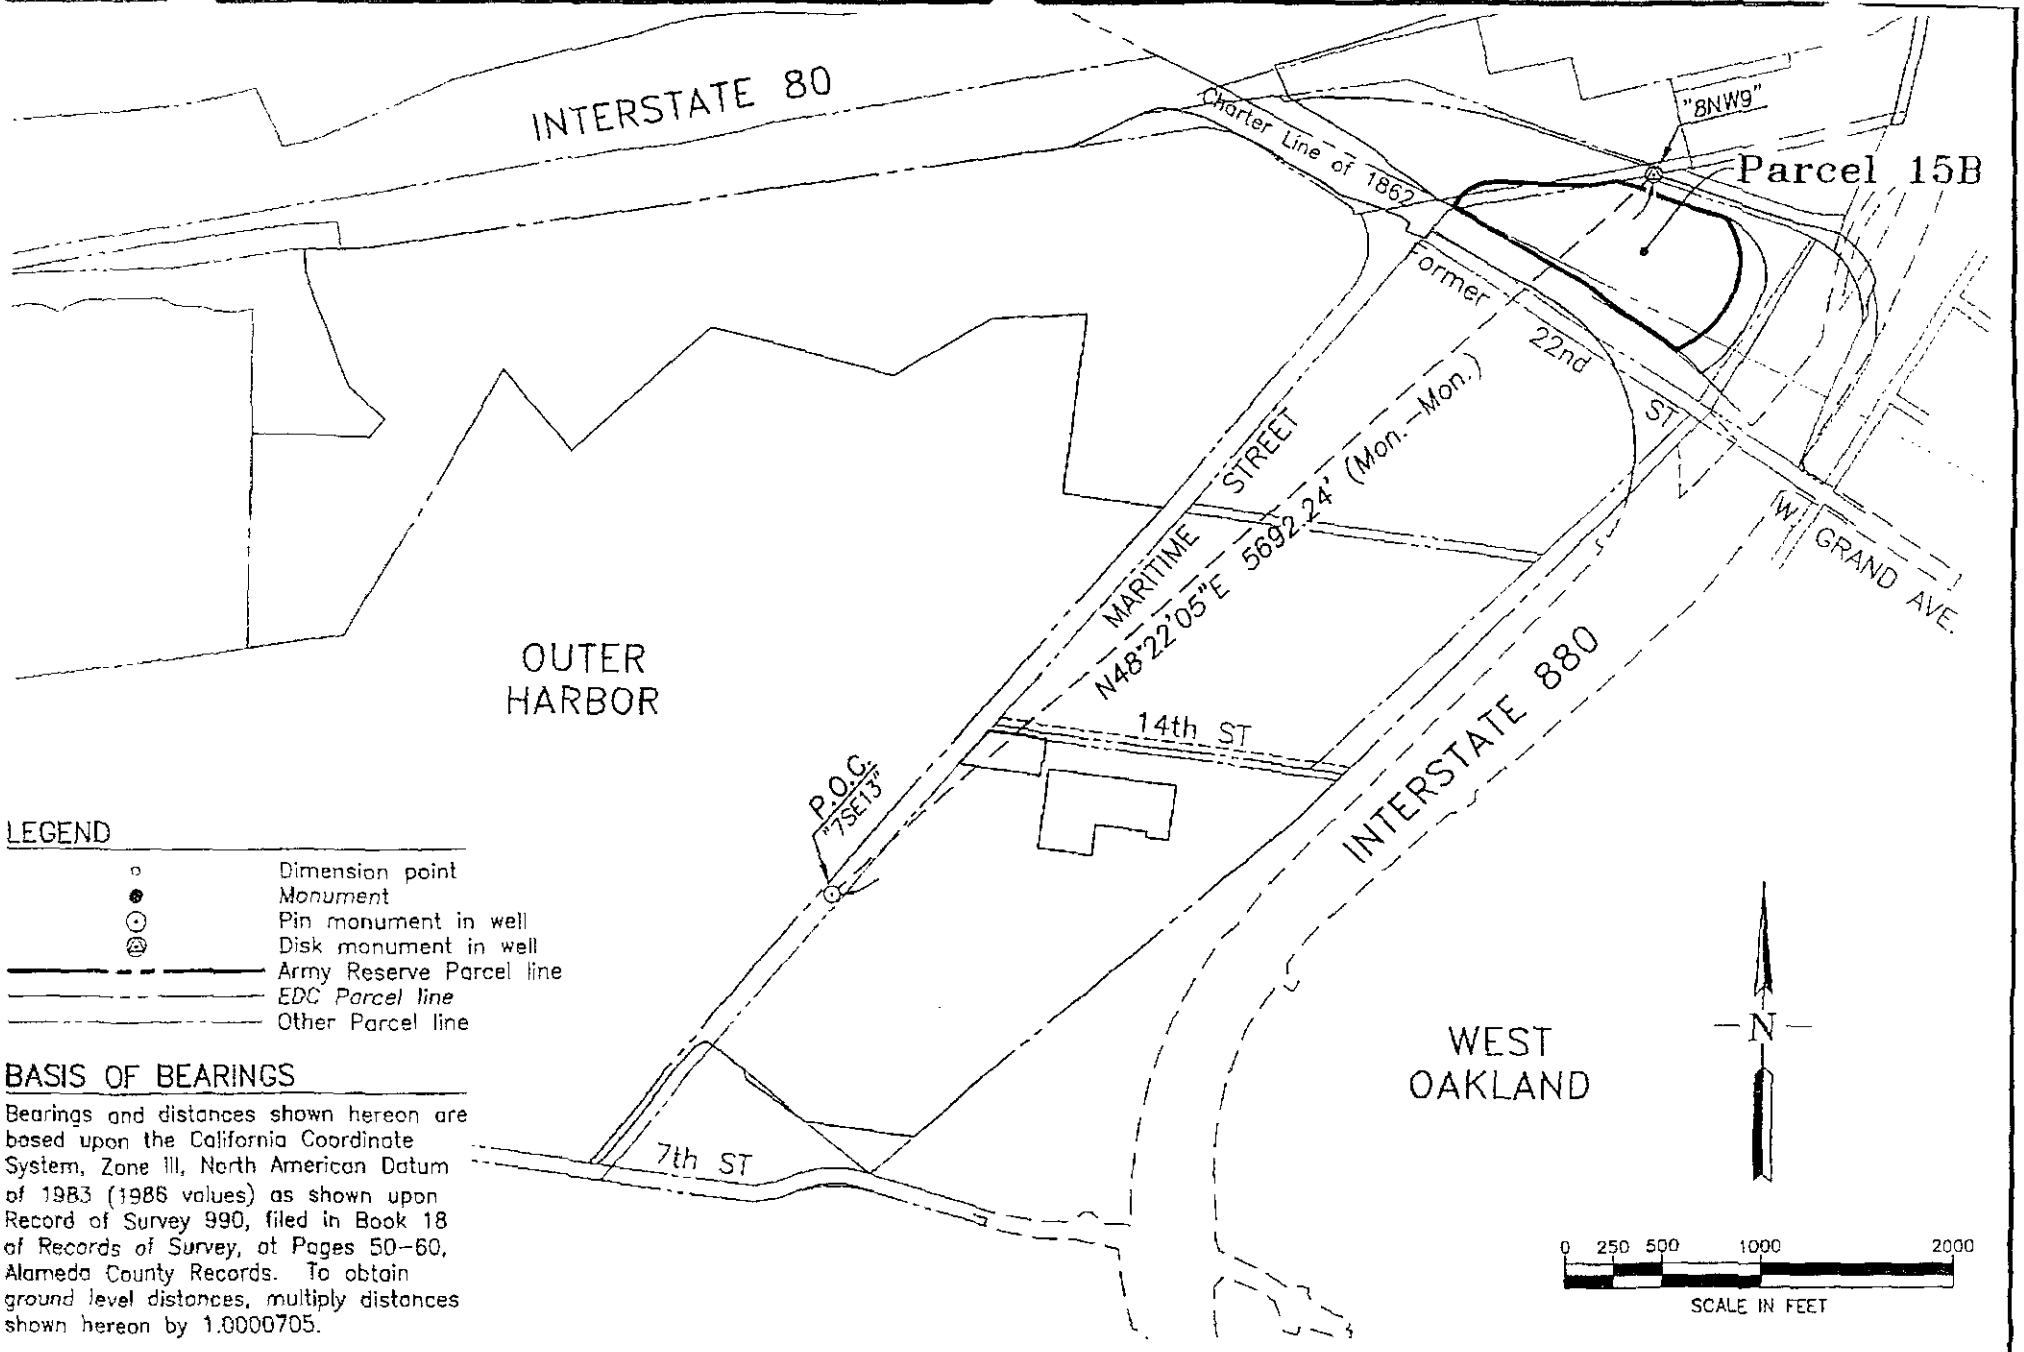 INTERSTATE 80
Charter Line of 1862
"8NW9"
Parcel 15B
Former 22nd ST
(W. GRAND AVE.
MARITIME STREET
N48°22'05"E 5692.24' (Mon.-Mon.)
OUTER
HARBOR
14th ST
INTERSTATE 880
P.O.C.
"7SE13"
LEGEND
Dimension point
Monument
Pin monument in well
Disk monument in well
Army Reserve Parcel line
EDC Parcel line
Other Parcel line
BASIS OF BEARINGS
Bearings and distances shown hereon are
based upon the California Coordinate
System, Zone III, North American Datum
of 1983 (1986 values) as shown upon
Record of Survey 990, filed in Book 18
of Records of Survey, at Pages 50-60,
Alameda County Records. To obtain
ground level distances, multiply distances
shown hereon by 1.0000705.
7th ST
WEST
OAKLAND
N
0 250 500 1000 2000
SCALE IN FEET